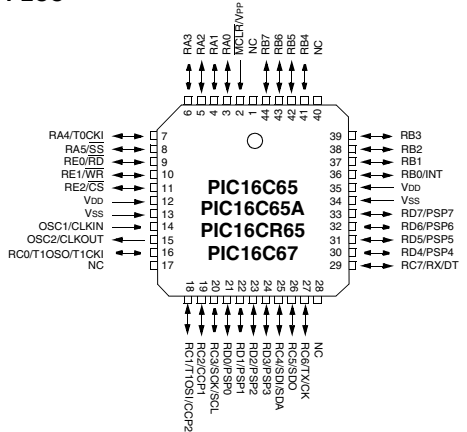 RA3
RA2
RA1
RA0
MCLR/VPP
NC
RB7
RB6
RB5
RB4
NC
6
5
4
3
2
1
44
43
42
41
40
RA4/T0CKI 7
RA5/SS 8
RE0/RD 9
RE1/WR 10
RE2/CS 11
VDD 12
VSS 13
OSC1/CLKIN 14
OSC2/CLKOUT 15
RC0/T1OSO/T1CKI 16
NC 17
PIC16C65
PIC16C65A
PIC16CR65
PIC16C67
39 RB3
38 RB2
37 RB1
36 RB0/INT
35 VDD
34 VSS
33 RD7/PSP7
32 RD6/PSP6
31 RD5/PSP5
30 RD4/PSP4
29 RC7/RX/DT
18
19
20
21
22
23
24
25
26
27
28
RC1/T1OSI/CCP2
RC2/CCP1
RC3/SCK/SCL
RD0/PSP0
RD1/PSP1
RD2/PSP2
RD3/PSP3
RC4/SDI/SDA
RC5/SDO
RC6/TX/CK
NC